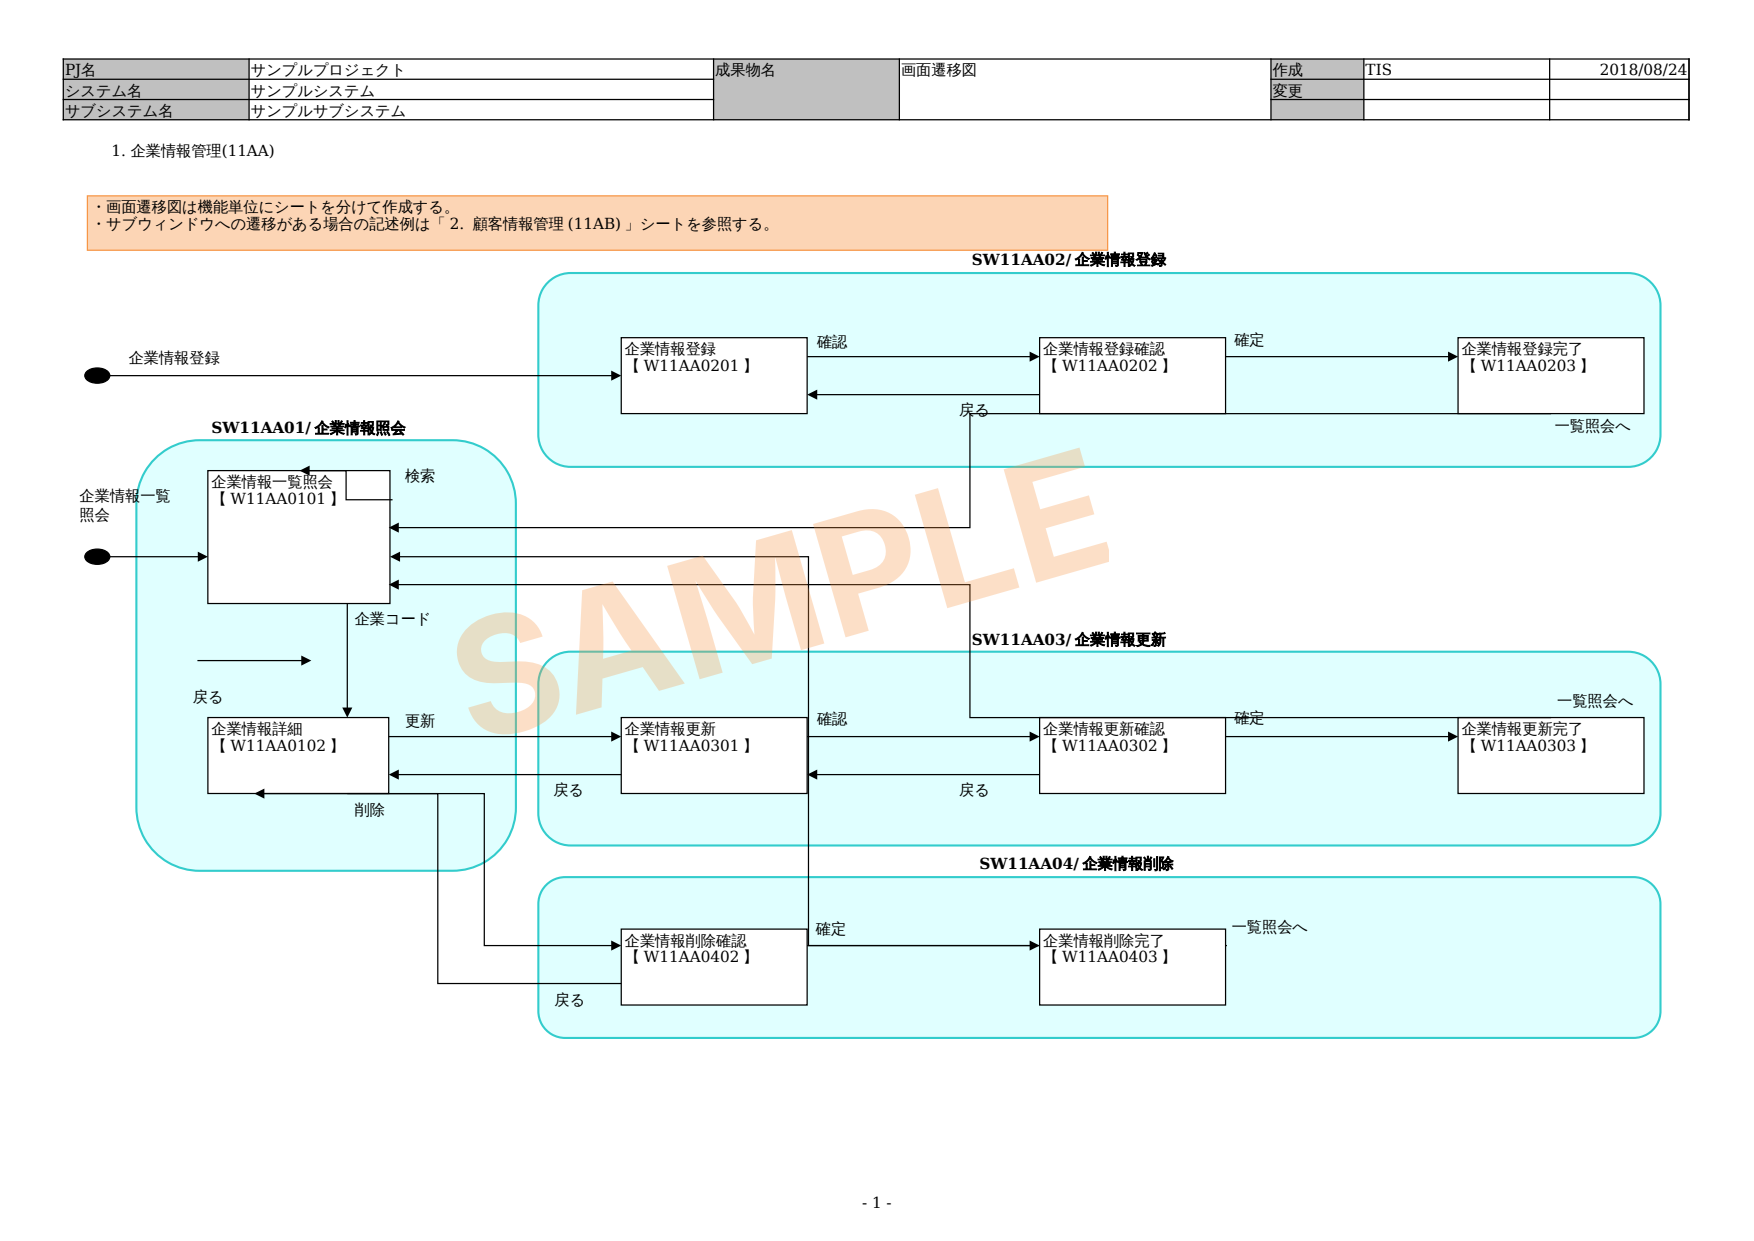 PJ名 サンプルプロジェクト 成果物名 画面遷移図 作成 TIS 2018/08/24
システム名 サンプルシステム 変更
サブシステム名 サンプルサブシステム
1. 企業情報管理(11AA)
・画面遷移図は機能単位にシートを分けて作成する。
・サブウィンドウへの遷移がある場合の記述例は「 2. 顧客情報管理 (11AB) 」シートを参照する。
SW11AA02/ 企業情報登録
企業情報登録
企業情報登録
【 W11AA0201 】
確認
企業情報登録確認
【 W11AA0202 】
確定
企業情報登録完了
【 W11AA0203 】
戻る
一覧照会へ
SW11AA01/ 企業情報照会
企業情報一覧
照会
企業情報一覧照会
【 W11AA0101 】
検索
企業コード
戻る
SAMPLE
SW11AA03/ 企業情報更新
一覧照会へ
企業情報詳細
【 W11AA0102 】
更新
企業情報更新
【 W11AA0301 】
確認
企業情報更新確認
【 W11AA0302 】
確定
企業情報更新完了
【 W11AA0303 】
戻る
戻る
削除
SW11AA04/ 企業情報削除
企業情報削除確認
【 W11AA0402 】
確定
企業情報削除完了
【 W11AA0403 】
一覧照会へ
戻る
- 1 -